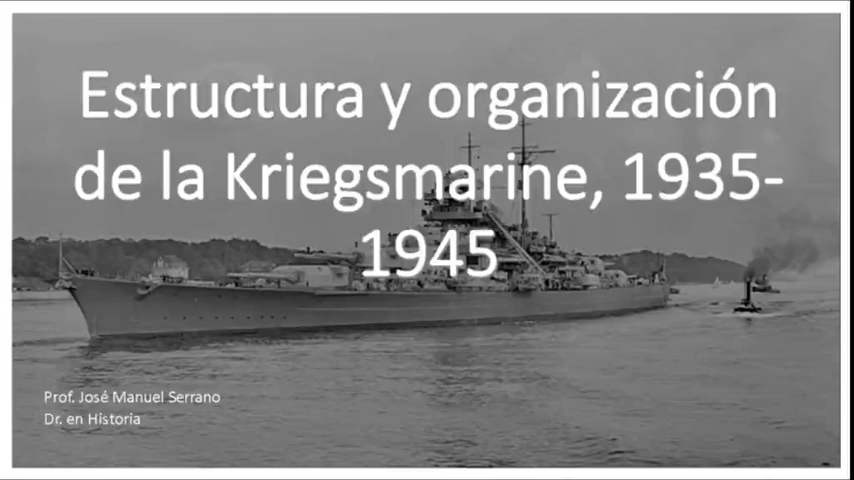 Estructura y organización
de la Kriegsmarine, 1935-
1945
Prof. José Manuel Serrano
Dr. en Historia